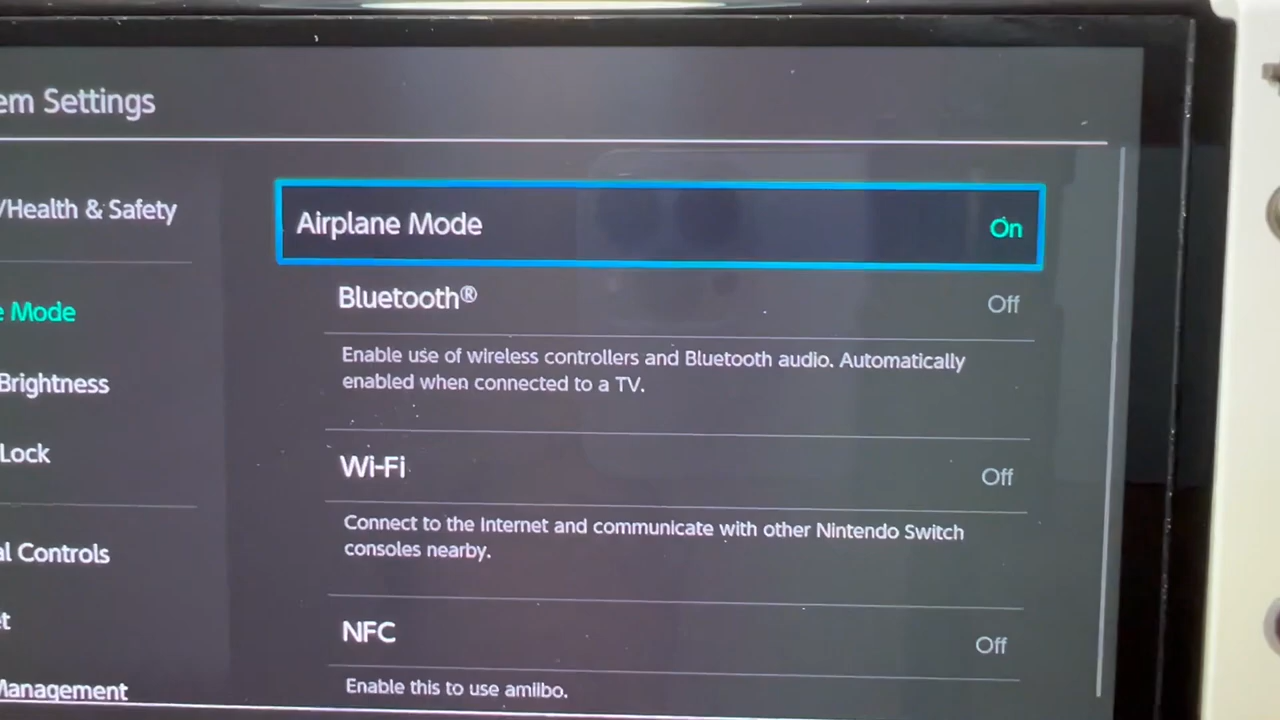 em Settings
/Health & Safety
e Mode
Brightness
Lock
al Controls
et
Management
Airplane Mode On
Bluetooth® Off
Enable use of wireless controllers and Bluetooth audio. Automatically
enabled when connected to a TV.
Wi-Fi Off
Connect to the Internet and communicate with other Nintendo Switch
consoles nearby.
NFC Off
Enable this to use amiibo.